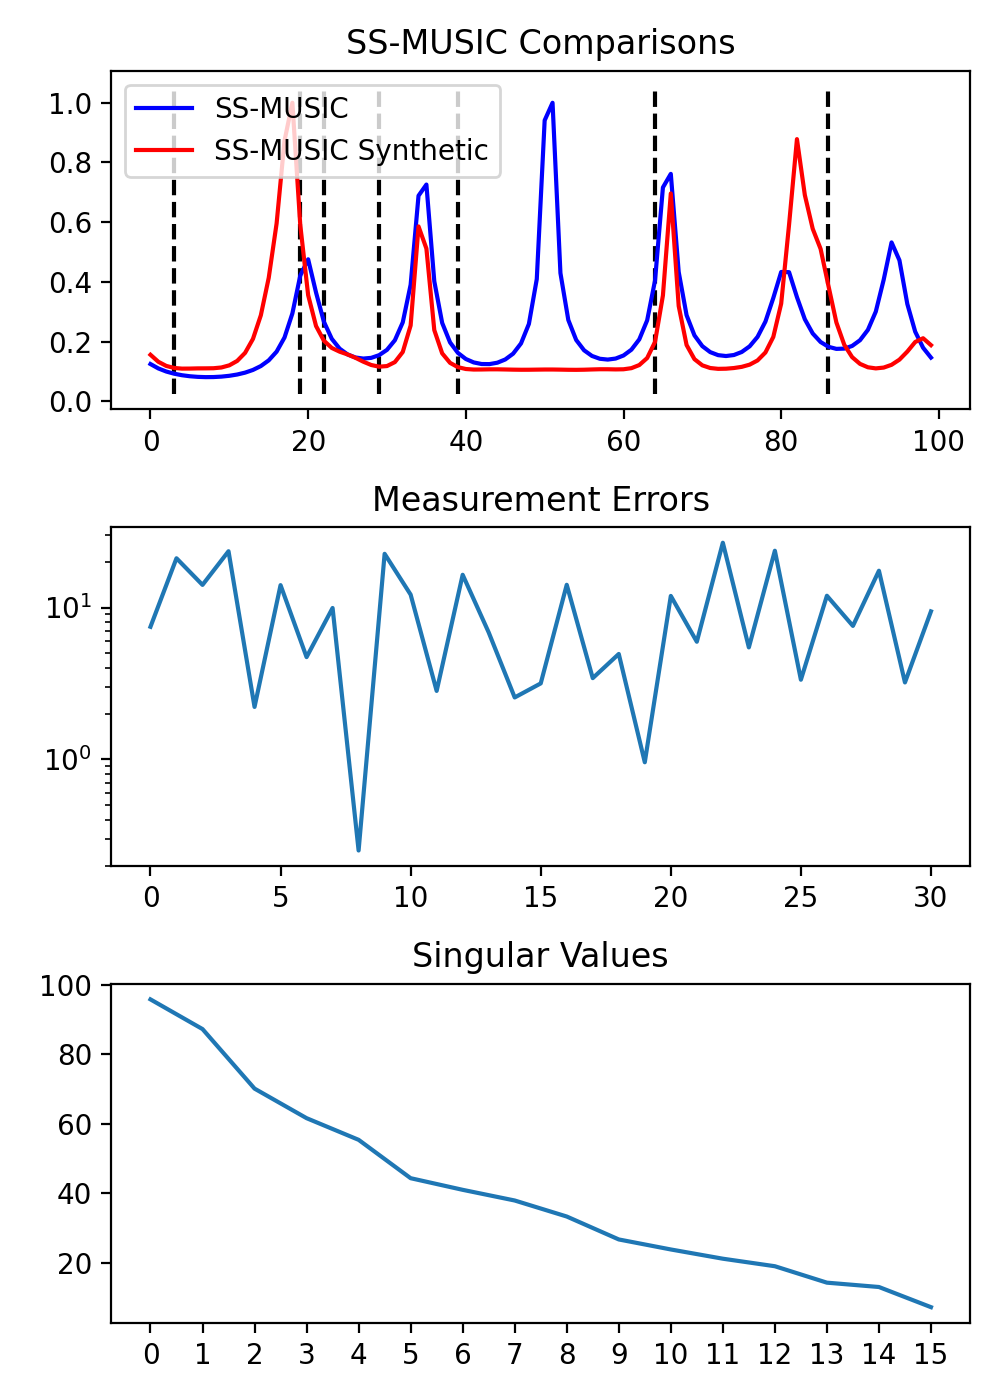 SS-MUSIC Comparisons
1.0
0.8
0.6
0.4
0.2
0.0
SS-MUSIC
SS-MUSIC Synthetic
0 20 40 60 80 100
Measurement Errors
10¹
10⁰
0 5 10 15 20 25 30
Singular Values
100
80
60
40
20
0 1 2 3 4 5 6 7 8 9 10 11 12 13 14 15